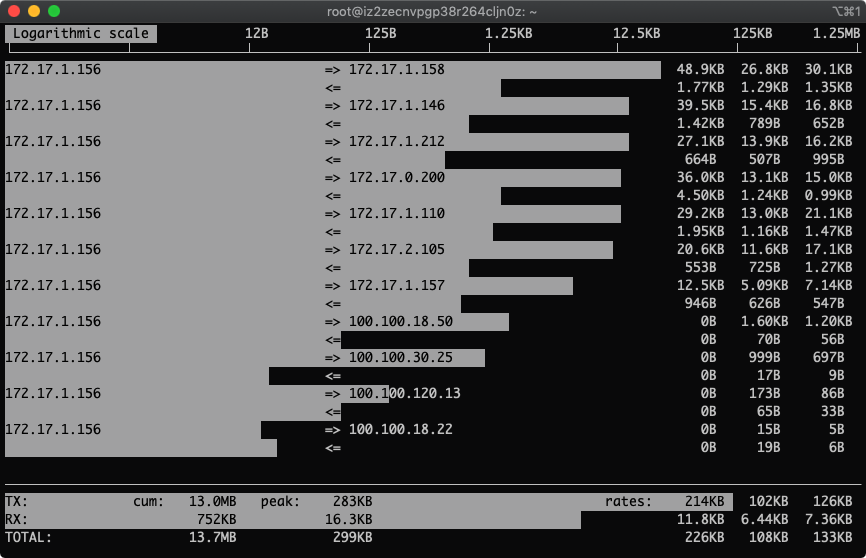 root@iz2zecnvpgp38r264cljn0z: ~ ⌥⌘1
Logarithmic scale 12B 125B 1.25KB 12.5KB 125KB 1.25MB
172.17.1.156 => 172.17.1.158 48.9KB 26.8KB 30.1KB
<= 1.77KB 1.29KB 1.35KB
172.17.1.156 => 172.17.1.146 39.5KB 15.4KB 16.8KB
<= 1.42KB 789B 652B
172.17.1.156 => 172.17.1.212 27.1KB 13.9KB 16.2KB
<= 664B 507B 995B
172.17.1.156 => 172.17.0.200 36.0KB 13.1KB 15.0KB
<= 4.50KB 1.24KB 0.99KB
172.17.1.156 => 172.17.1.110 29.2KB 13.0KB 21.1KB
<= 1.95KB 1.16KB 1.47KB
172.17.1.156 => 172.17.2.105 20.6KB 11.6KB 17.1KB
<= 553B 725B 1.27KB
172.17.1.156 => 172.17.1.157 12.5KB 5.09KB 7.14KB
<= 946B 626B 547B
172.17.1.156 => 100.100.18.50 0B 1.60KB 1.20KB
<= 0B 70B 56B
172.17.1.156 => 100.100.30.25 0B 999B 697B
<= 0B 17B 9B
172.17.1.156 => 100.100.120.13 0B 173B 86B
<= 0B 65B 33B
172.17.1.156 => 100.100.18.22 0B 15B 5B
<= 0B 19B 6B
TX: cum: 13.0MB peak: 283KB rates: 214KB 102KB 126KB
RX: 752KB 16.3KB 11.8KB 6.44KB 7.36KB
TOTAL: 13.7MB 299KB 226KB 108KB 133KB